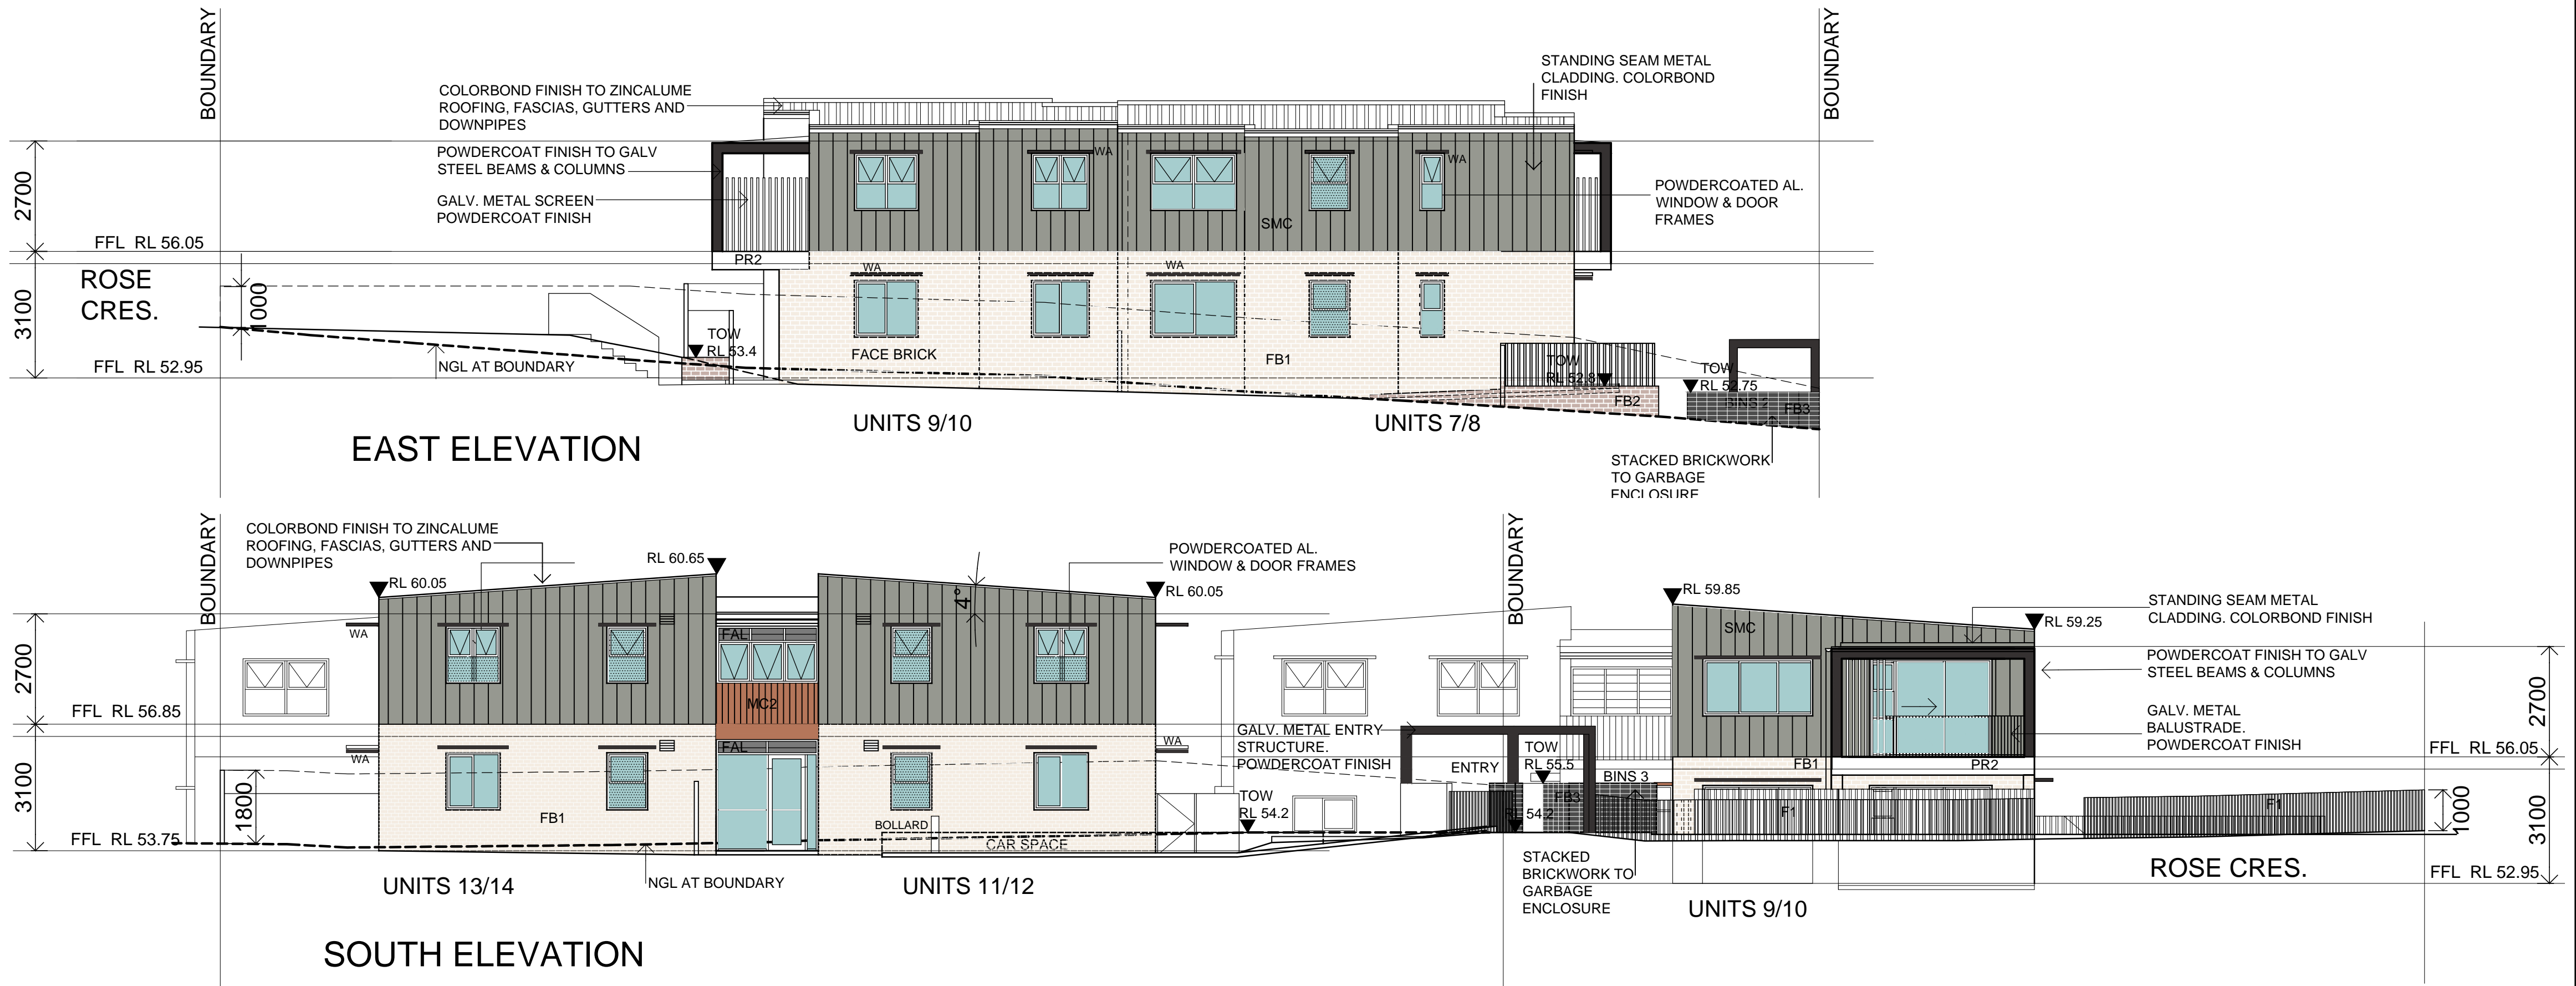 BOUNDARY
BOUNDARY
COLORBOND FINISH TO ZINCALUME
ROOFING, FASCIAS, GUTTERS AND
DOWNPIPES
STANDING SEAM METAL
CLADDING. COLORBOND
FINISH
POWDERCOAT FINISH TO GALV
STEEL BEAMS & COLUMNS
GALV. METAL SCREEN
POWDERCOAT FINISH
WA
WA
POWDERCOATED AL.
WINDOW & DOOR
FRAMES
2700
SMC
FFL RL 56.05
PR2
WA
WA
ROSE
CRES.
1000
3100
TOW
RL 53.4
FACE BRICK
FB1
NGL AT BOUNDARY
FFL RL 52.95
TOW
RL 52.8
TOW
RL 52.75
BINS 2
FB2
FB3
UNITS 9/10
UNITS 7/8
EAST ELEVATION
STACKED BRICKWORK
TO GARBAGE
ENCLOSURE
BOUNDARY
BOUNDARY
COLORBOND FINISH TO ZINCALUME
ROOFING, FASCIAS, GUTTERS AND
DOWNPIPES
RL 60.65
RL 60.05
4°
POWDERCOATED AL.
WINDOW & DOOR FRAMES
RL 60.05
RL 59.85
STANDING SEAM METAL
CLADDING. COLORBOND FINISH
RL 59.25
WA
FAL
SMC
POWDERCOAT FINISH TO GALV
STEEL BEAMS & COLUMNS
2700
2700
MC2
FFL RL 56.85
GALV. METAL
BALUSTRADE.
POWDERCOAT FINISH
GALV. METAL ENTRY
STRUCTURE.
POWDERCOAT FINISH
WA
FAL
WA
ENTRY
TOW
RL 55.5
BINS 3
FB1
PR2
FFL RL 56.05
3100
1800
FB1
BOLLARD
CAR SPACE
TOW
RL 54.2
FB3
RL 54.2
F1
F1
1000
3100
FFL RL 53.75
NGL AT BOUNDARY
UNITS 13/14
UNITS 11/12
STACKED
BRICKWORK TO
GARBAGE
ENCLOSURE
ROSE CRES.
FFL RL 52.95
UNITS 9/10
SOUTH ELEVATION